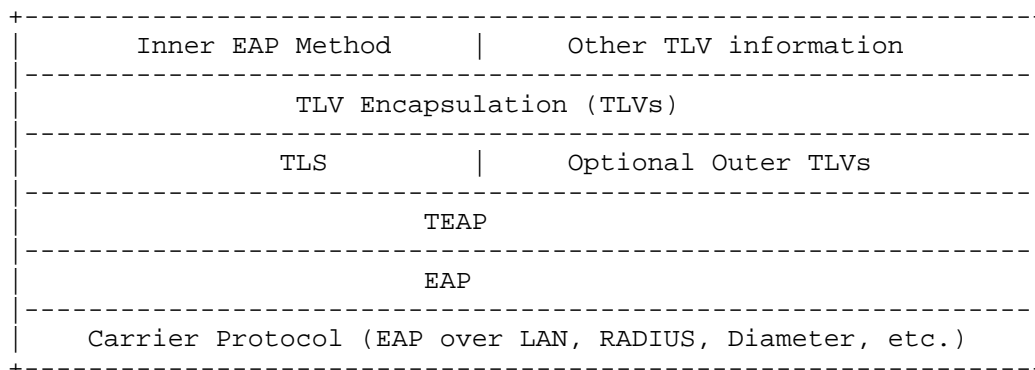 Inner EAP Method | Other TLV information
TLV Encapsulation (TLVs)
TLS | Optional Outer TLVs
TEAP
EAP
Carrier Protocol (EAP over LAN, RADIUS, Diameter, etc.)